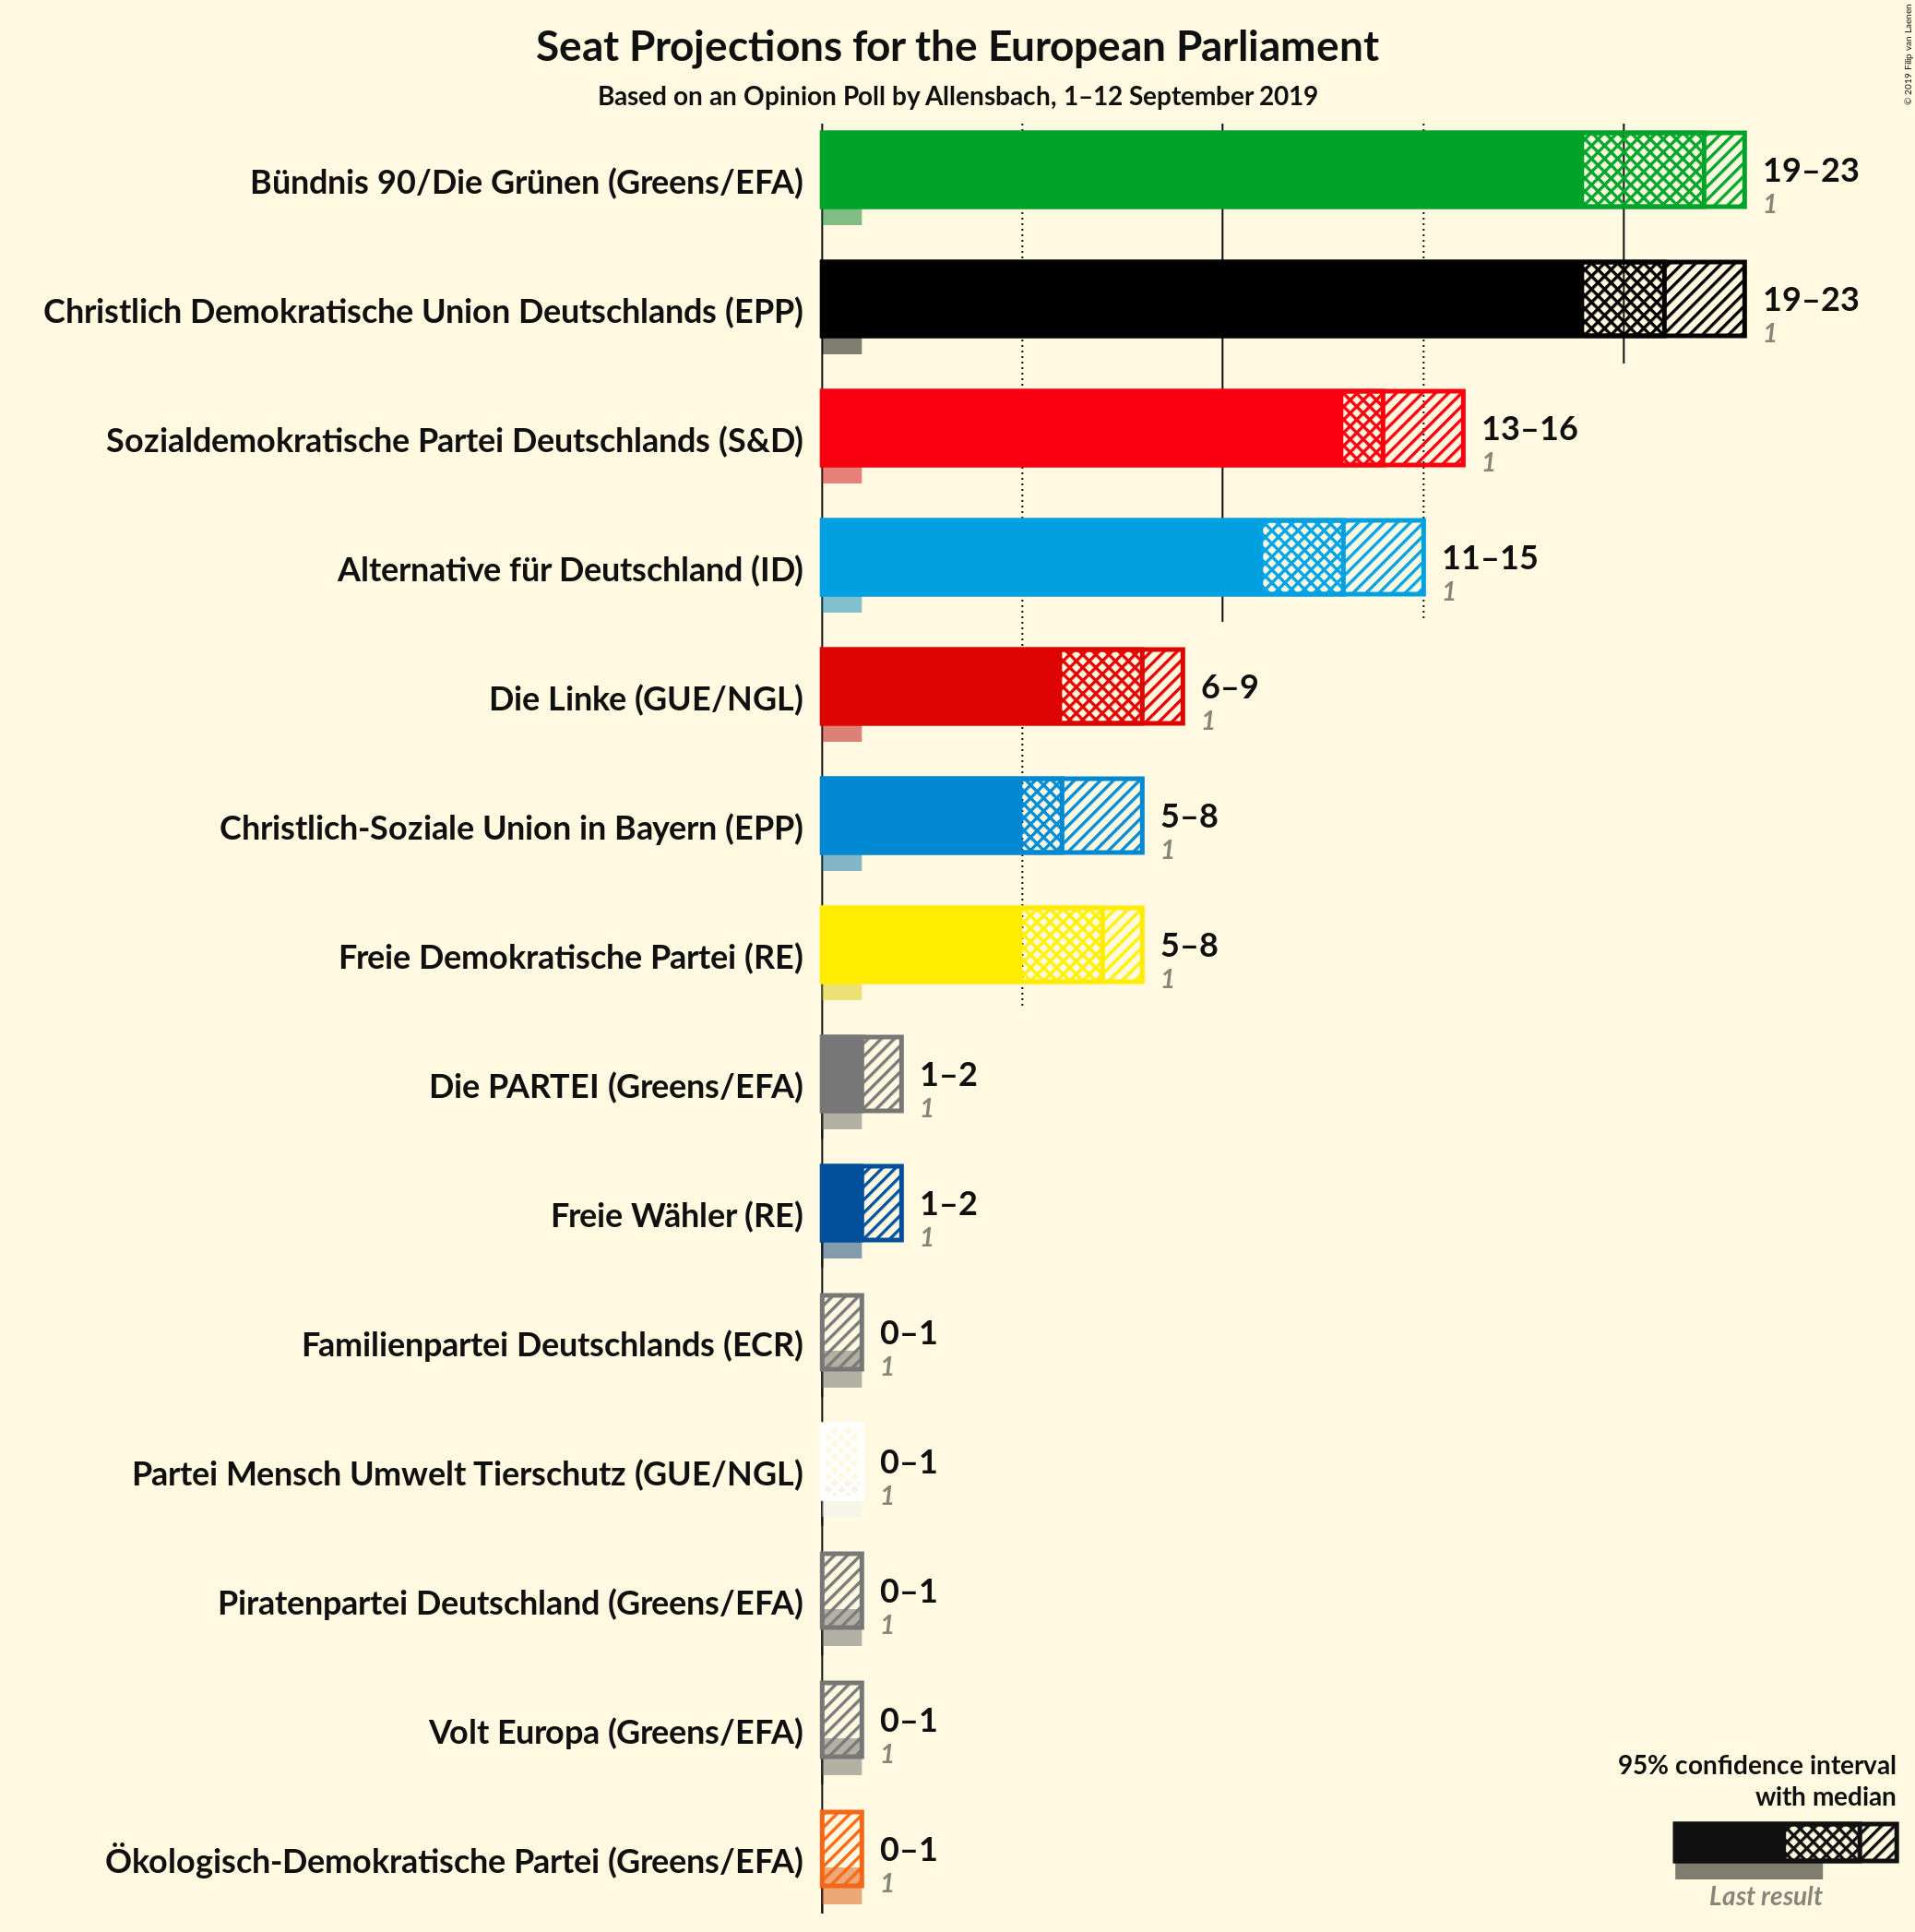 Seat Projections for the European Parliament
Based on an Opinion Poll by Allensbach, 1–12 September 2019
© 2019 Filip van Laenen
Bündnis 90/Die Grünen (Greens/EFA)
19–23
1
Christlich Demokratische Union Deutschlands (EPP)
19–23
1
Sozialdemokratische Partei Deutschlands (S&D)
13–16
1
Alternative für Deutschland (ID)
11–15
1
Die Linke (GUE/NGL)
6–9
1
Christlich-Soziale Union in Bayern (EPP)
5–8
1
Freie Demokratische Partei (RE)
5–8
1
Die PARTEI (Greens/EFA)
1–2
1
Freie Wähler (RE)
1–2
1
Familienpartei Deutschlands (ECR)
0–1
1
Partei Mensch Umwelt Tierschutz (GUE/NGL)
0–1
1
Piratenpartei Deutschland (Greens/EFA)
0–1
1
Volt Europa (Greens/EFA)
0–1
1
Ökologisch-Demokratische Partei (Greens/EFA)
0–1
1
95% confidence interval
with median
Last result